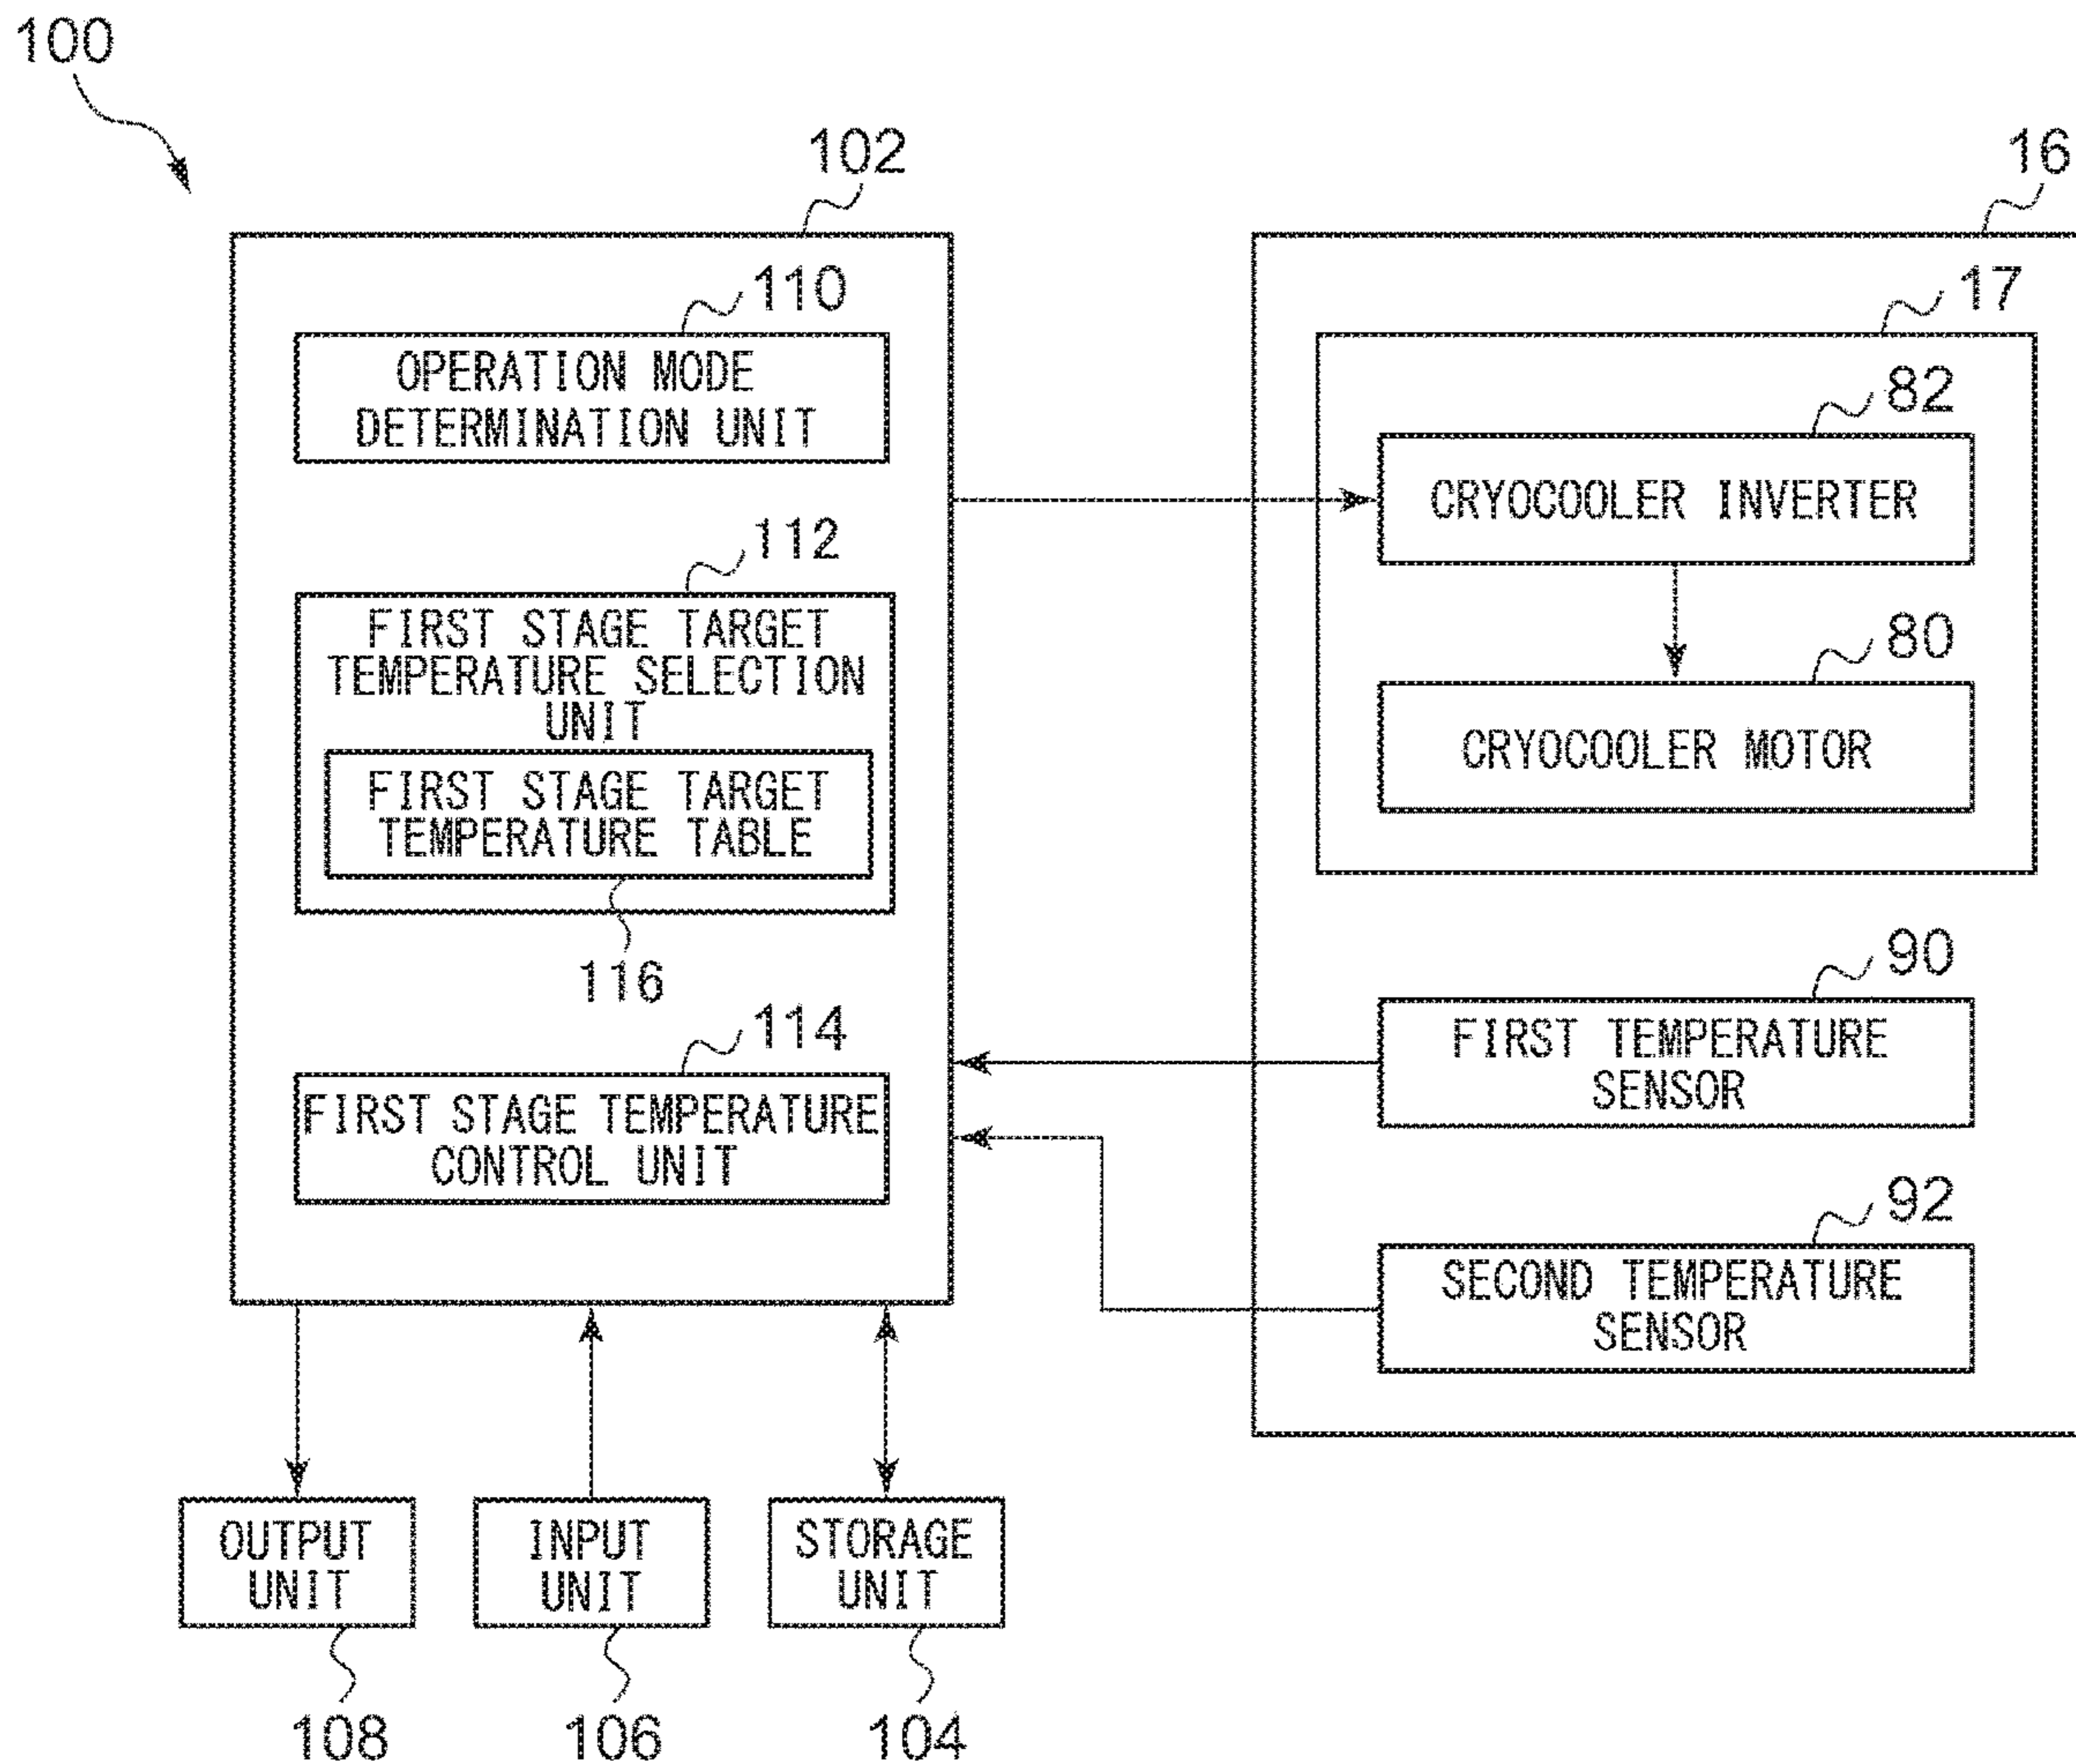 100
102
16
110
17
OPERATION MODE
DETERMINATION UNIT
82
CRYOCOOLER INVERTER
112
FIRST STAGE TARGET
TEMPERATURE SELECTION
UNIT
80
CRYOCOOLER MOTOR
FIRST STAGE TARGET
TEMPERATURE TABLE
116
90
FIRST TEMPERATURE
SENSOR
114
FIRST STAGE TEMPERATURE
CONTROL UNIT
92
SECOND TEMPERATURE
SENSOR
OUTPUT
UNIT
INPUT
UNIT
STORAGE
UNIT
108
106
104